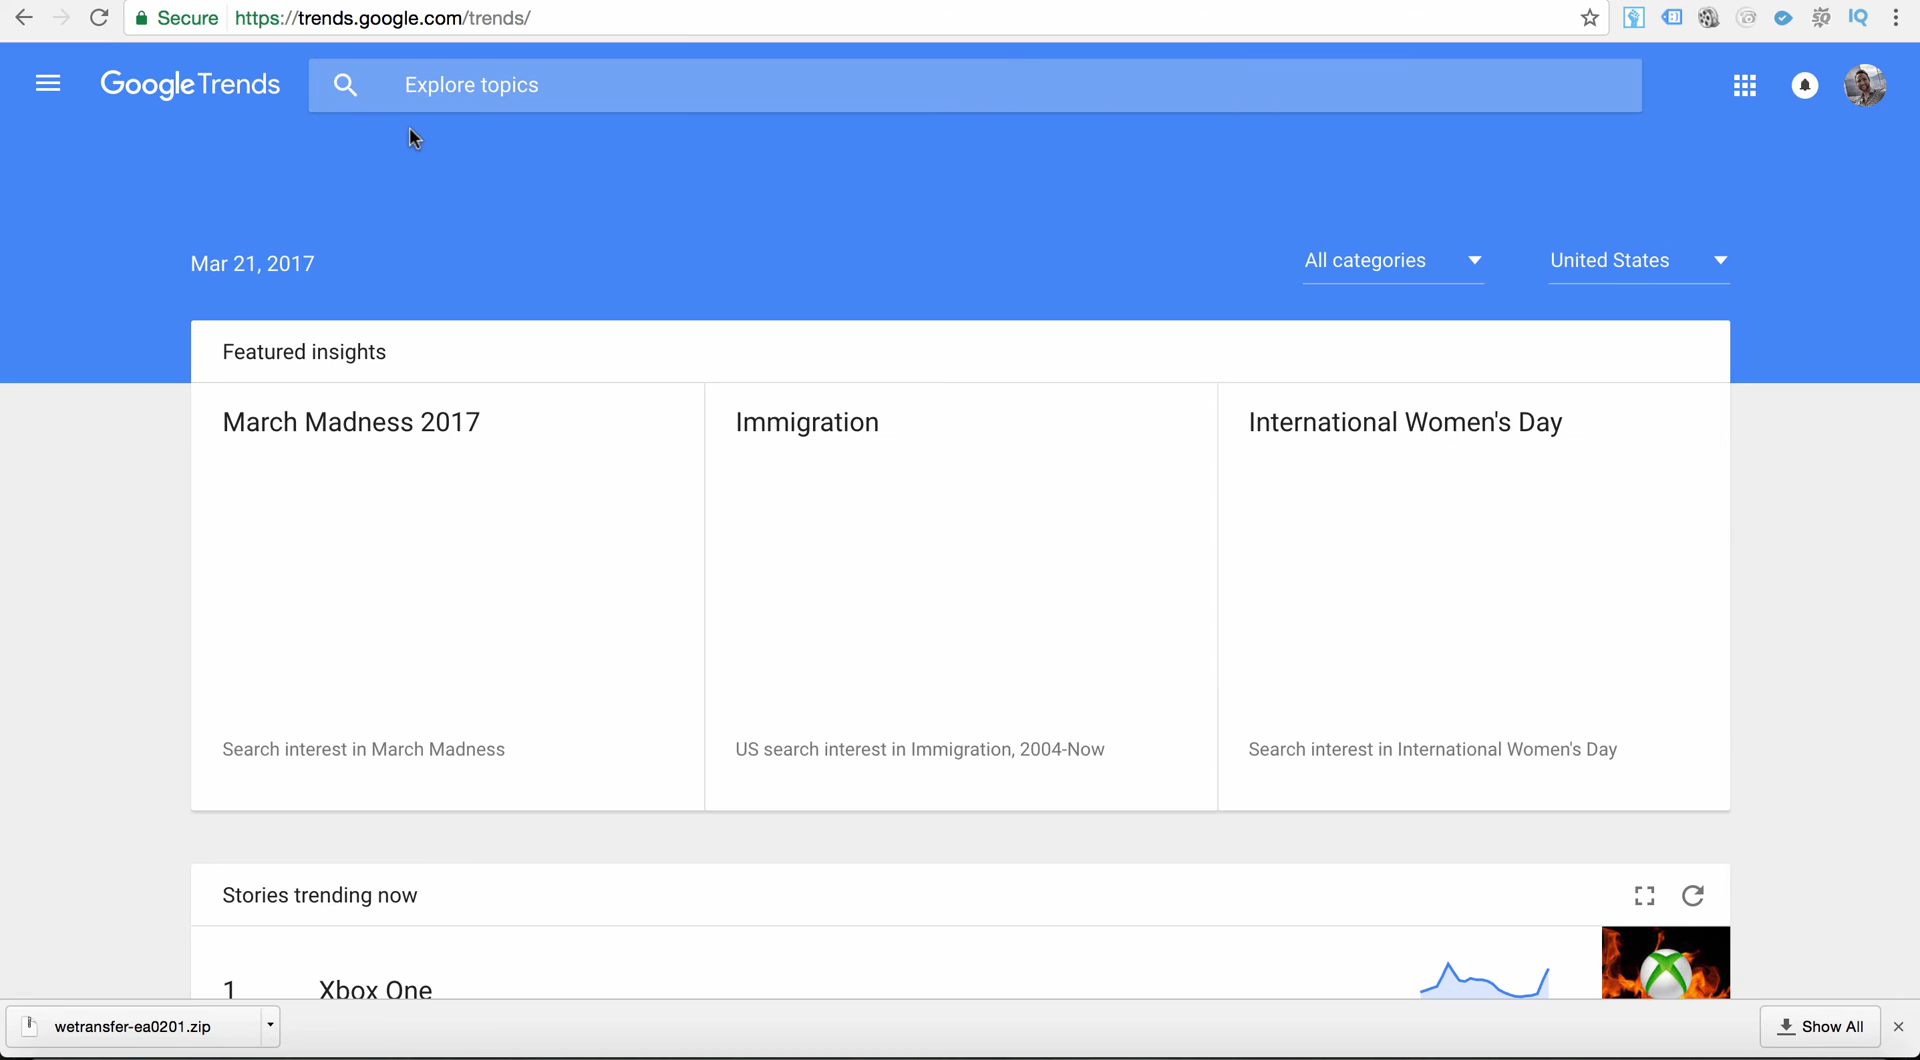 Secure https://trends.google.com/trends/
IQ
Google Trends
Explore topics
Mar 21, 2017
All categories
United States
Featured insights
March Madness 2017
Immigration
International Women's Day
Search interest in March Madness
US search interest in Immigration, 2004-Now
Search interest in International Women's Day
Stories trending now
1 Xbox One
wetransfer-ea0201.zip
Show All